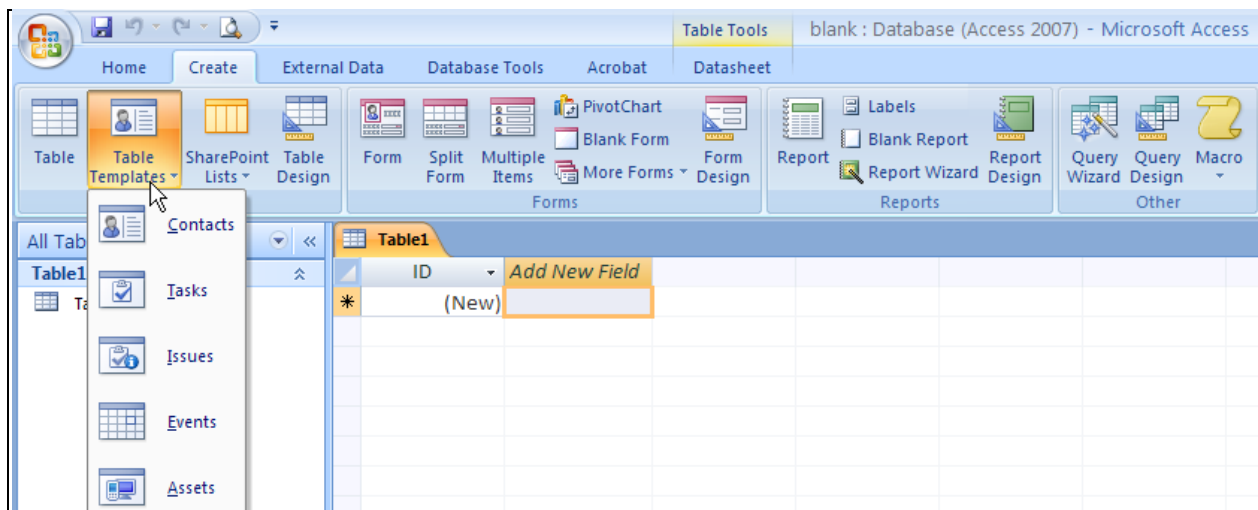 Table Tools blank : Database (Access 2007) - Microsoft Access
Home Create External Data Database Tools Acrobat Datasheet
Table
Table Templates
SharePoint Lists
Table Design
Form
Split Form
Multiple Items
PivotChart
Blank Form
More Forms
Form Design
Forms
Report
Labels
Blank Report
Report Wizard
Report Design
Reports
Query Wizard
Query Design
Macro
Other
Contacts
Tasks
Issues
Events
Assets
All Tab
Table1
Ta
Table1
ID Add New Field
(New)